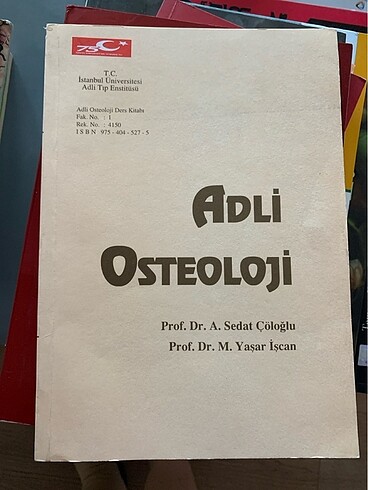 75
T.C.
İstanbul Üniversitesi
Adli Tıp Enstitüsü
Adli Osteoloji Ders Kitabı
Fak. No. : 1
Rek. No. : 4150
ISBN 975 - 404 - 527 - 5
ADLİ
OSTEOLOJİ
Prof. Dr. A. Sedat Çöloğlu
Prof. Dr. M. Yaşar İşcan